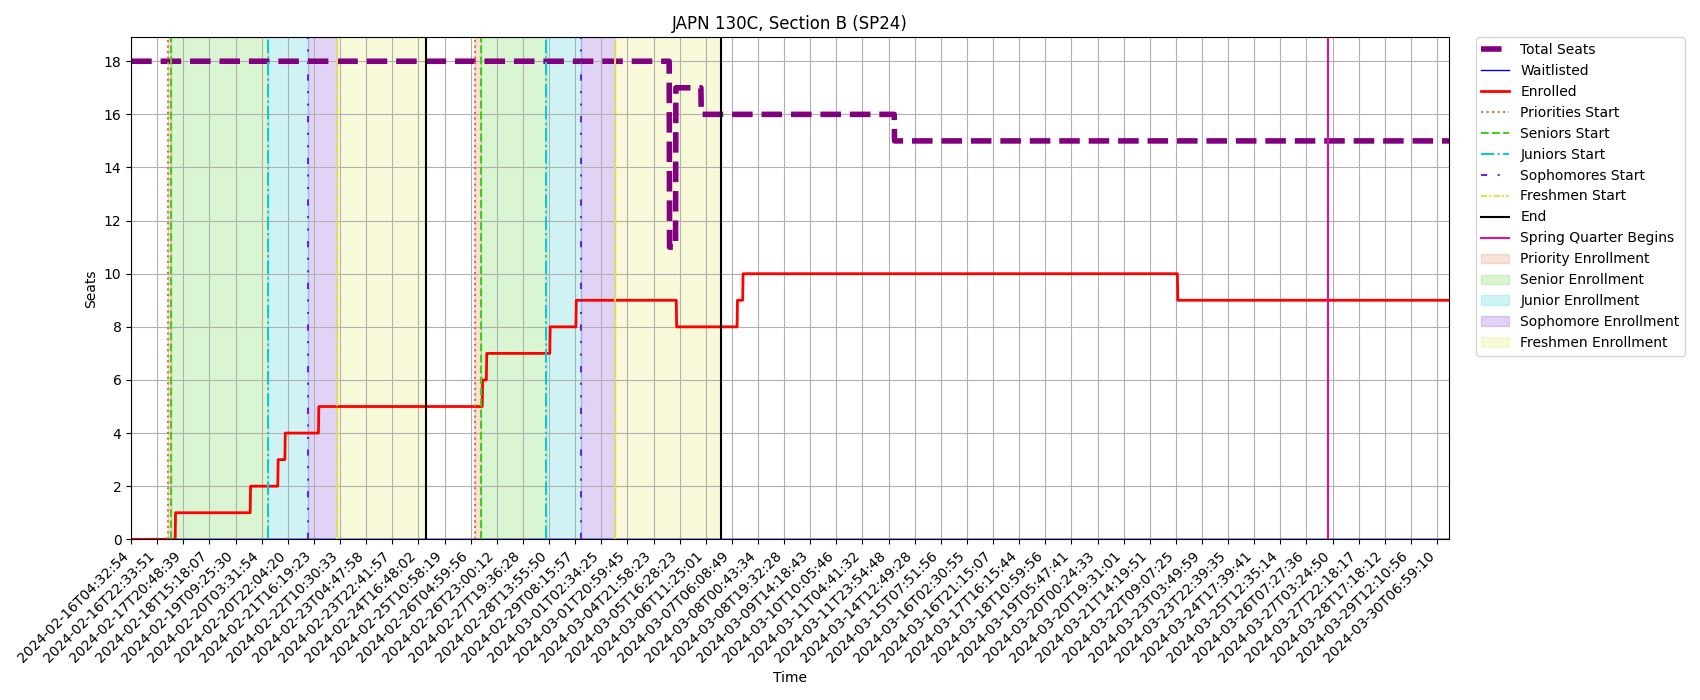 JAPN 130C, Section B (SP24)
Seats
18
16
14
12
10
8
6
4
2
0
2024-02-16T04:32:54
2024-02-16T22:33:51
2024-02-17T20:48:39
2024-02-18T15:18:07
2024-02-19T09:25:30
2024-02-20T03:31:54
2024-02-20T22:04:20
2024-02-21T16:19:23
2024-02-22T10:30:33
2024-02-23T04:47:58
2024-02-23T22:41:57
2024-02-24T16:48:02
2024-02-25T10:58:19
2024-02-26T04:59:56
2024-02-26T23:00:12
2024-02-27T19:36:28
2024-02-28T13:55:50
2024-02-29T08:15:57
2024-03-01T02:34:25
2024-03-01T20:59:45
2024-03-04T21:58:23
2024-03-05T16:28:23
2024-03-06T11:25:01
2024-03-07T06:08:49
2024-03-08T00:43:34
2024-03-08T19:32:28
2024-03-09T14:18:43
2024-03-10T10:05:46
2024-03-11T04:41:32
2024-03-11T23:54:48
2024-03-14T12:49:28
2024-03-15T07:51:56
2024-03-16T02:30:55
2024-03-16T21:15:07
2024-03-17T16:15:44
2024-03-18T10:59:56
2024-03-19T05:47:41
2024-03-20T00:24:33
2024-03-20T19:31:01
2024-03-21T14:19:51
2024-03-22T09:07:25
2024-03-23T03:49:59
2024-03-23T22:39:35
2024-03-24T17:39:41
2024-03-25T12:35:14
2024-03-26T07:27:36
2024-03-27T03:24:50
2024-03-27T22:18:17
2024-03-28T17:18:12
2024-03-29T12:10:56
2024-03-30T06:59:10
Time
Total Seats
Waitlisted
Enrolled
Priorities Start
Seniors Start
Juniors Start
Sophomores Start
Freshmen Start
End
Spring Quarter Begins
Priority Enrollment
Senior Enrollment
Junior Enrollment
Sophomore Enrollment
Freshmen Enrollment